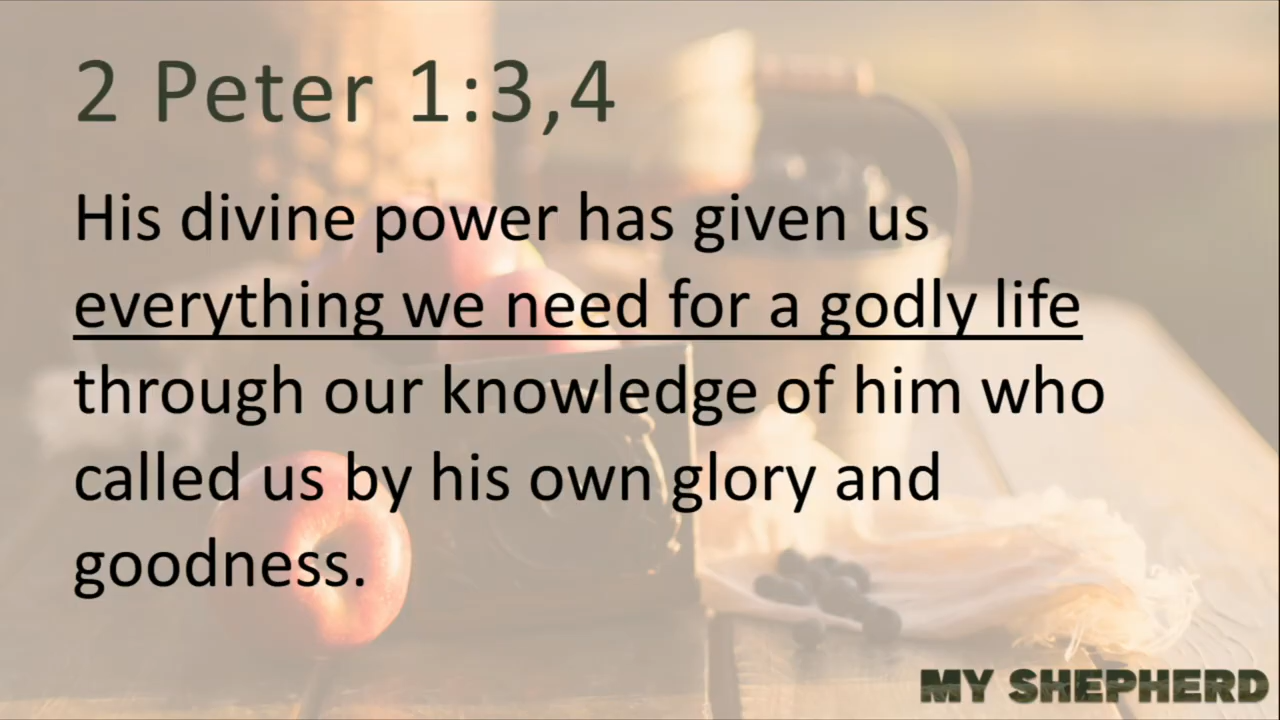 2 Peter 1:3,4
His divine power has given us
everything we need for a godly life
through our knowledge of him who
called us by his own glory and
goodness.
MY SHEPHERD